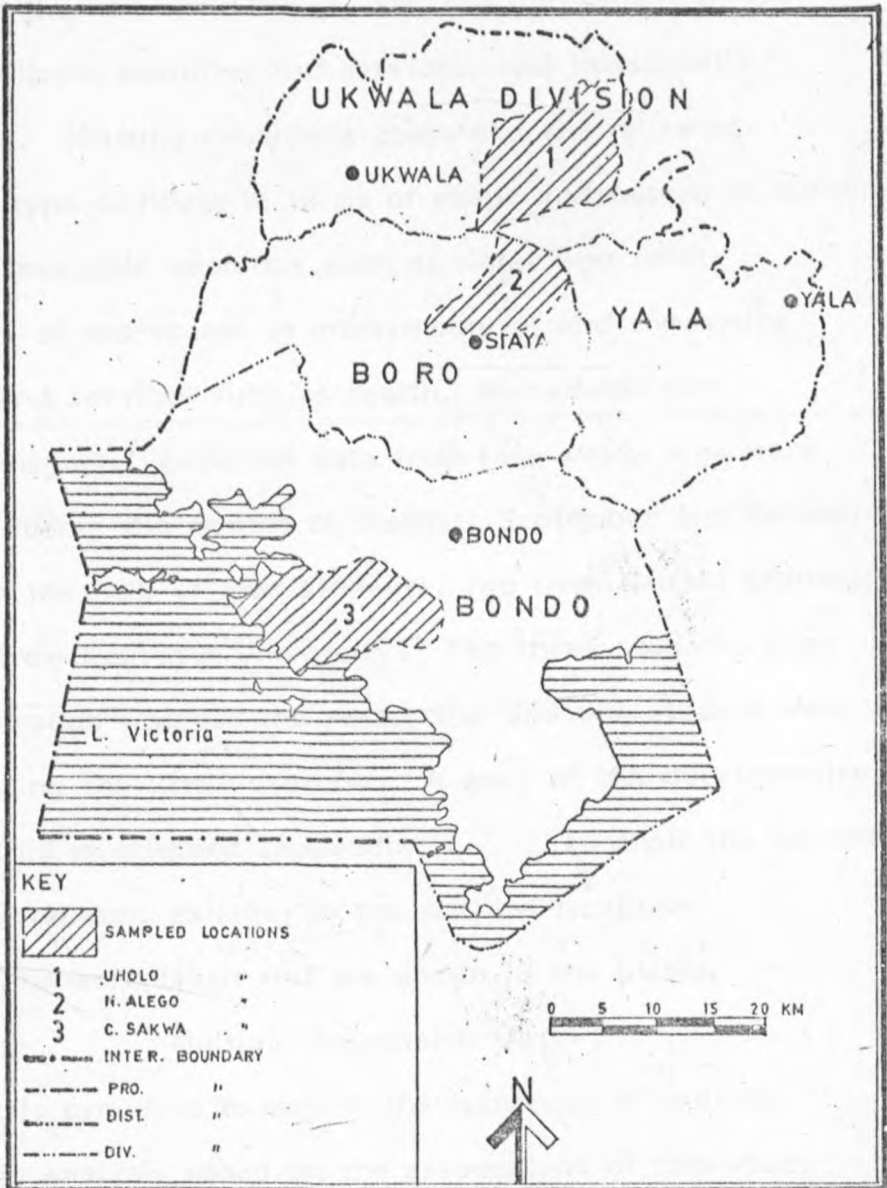 UKWALA DIVISION
1
UKWALA
2
YALA
YALA
SIAYA
BORO
BONDO
BONDO
3
L. Victoria
KEY
SAMPLED LOCATIONS
1 UHOLO "
2 N. ALEGO "
3 C. SAKWA "
INTER. BOUNDARY
PRO. "
DIST. "
DIV. "
0 5 10 15 20 KM
N